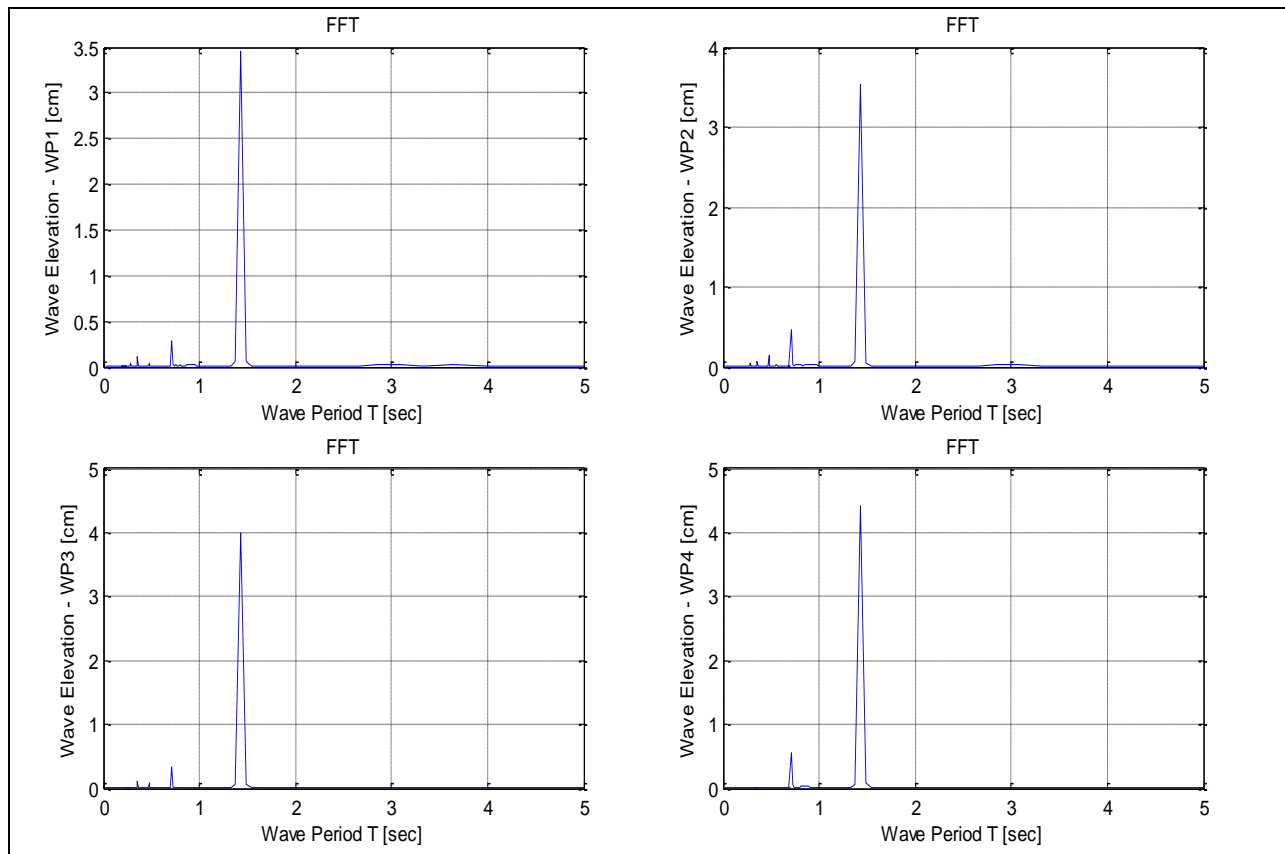 FFT
3.5
3
2.5
2
1.5
1
0.5
0
Wave Elevation - WP1 [cm]
0 1 2 3 4 5
Wave Period T [sec]
FFT
4
3
2
1
0
Wave Elevation - WP2 [cm]
0 1 2 3 4 5
Wave Period T [sec]
FFT
5
4
3
2
1
0
Wave Elevation - WP3 [cm]
0 1 2 3 4 5
Wave Period T [sec]
FFT
5
4
3
2
1
0
Wave Elevation - WP4 [cm]
0 1 2 3 4 5
Wave Period T [sec]